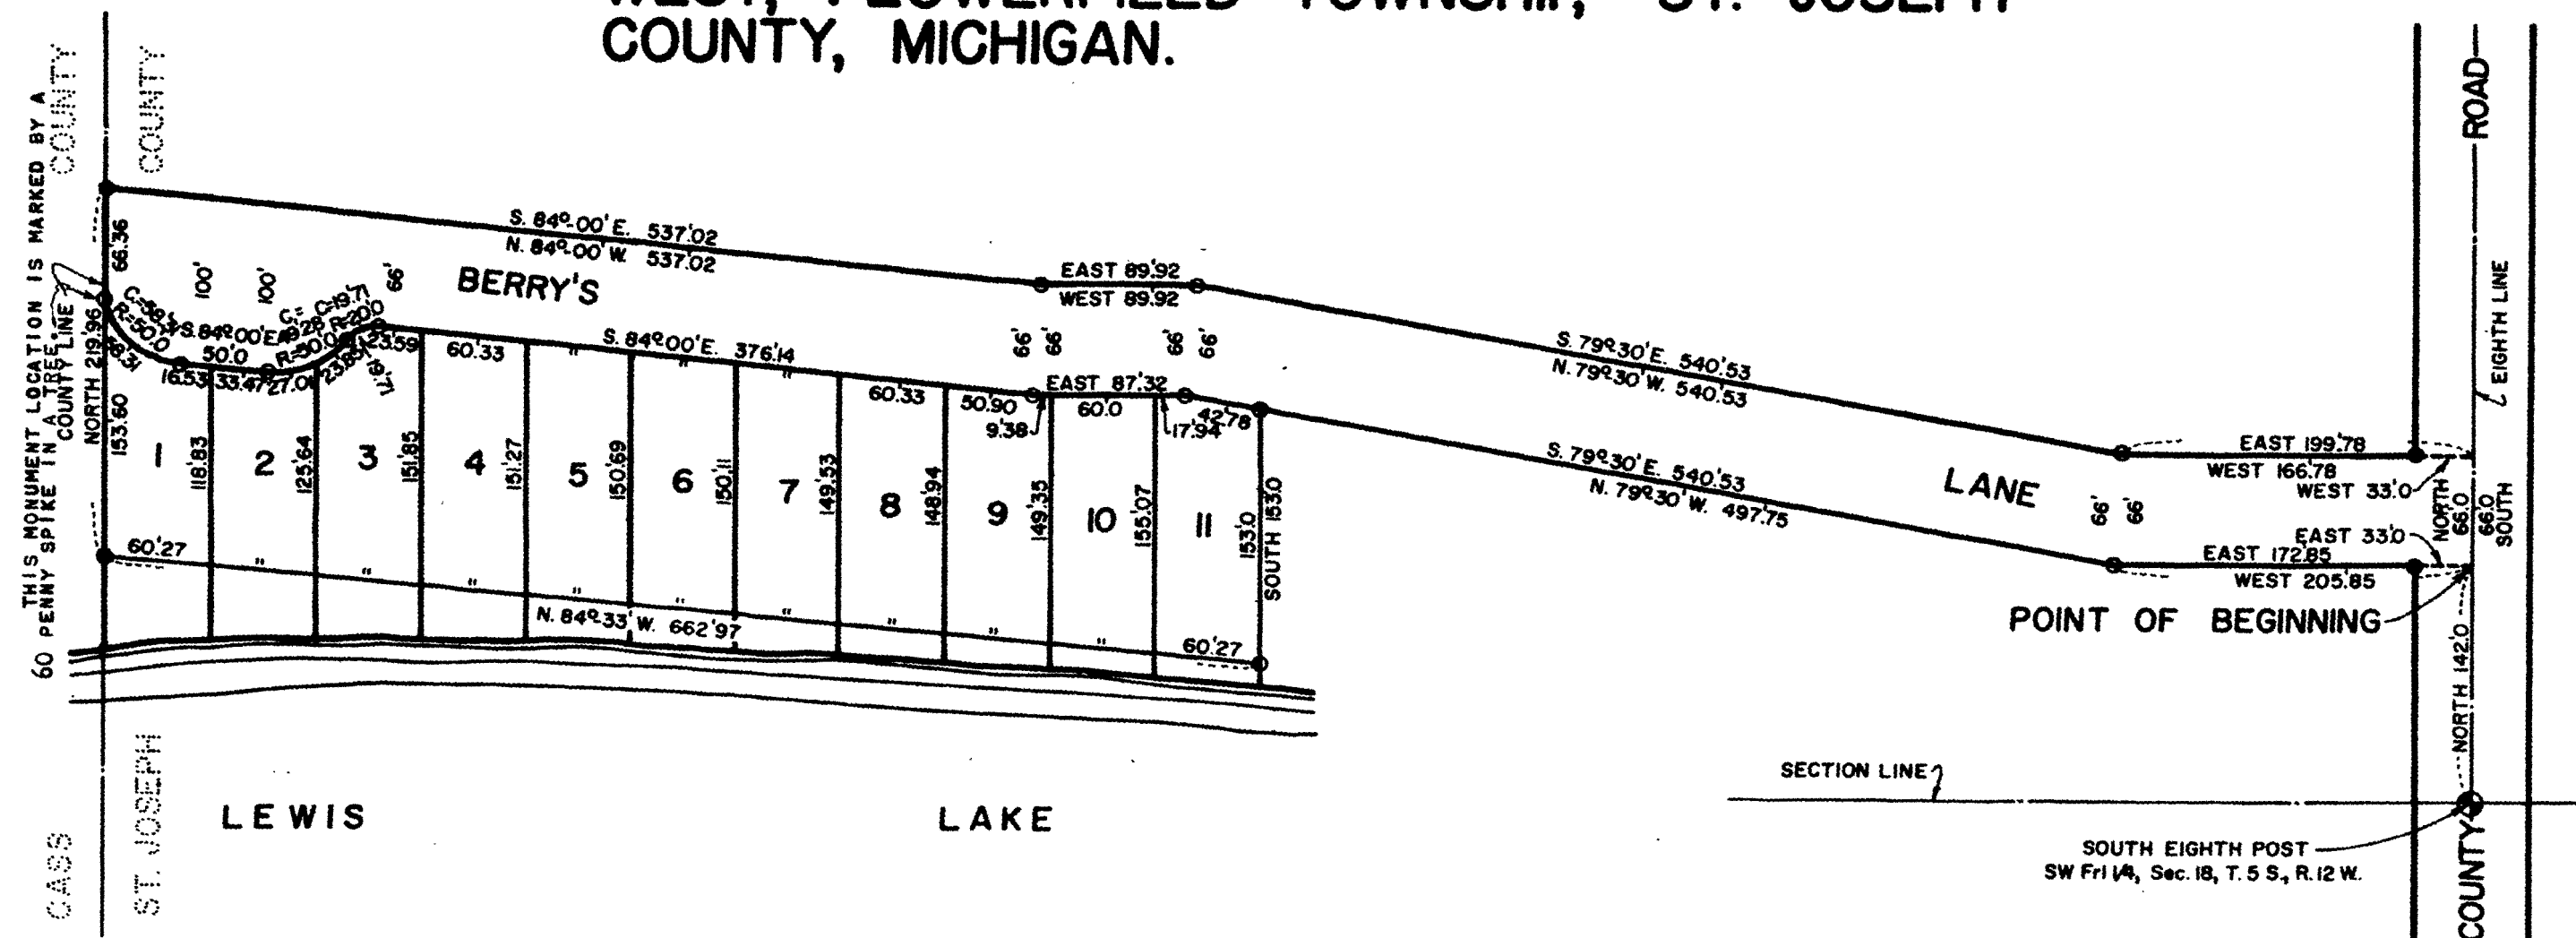 COUNTY, MICHIGAN.
COUNTY
COUNTY
ROAD
THIS MONUMENT LOCATION IS MARKED BY A
60 PENNY SPIKE IN A TREE.
COUNTY LINE
NORTH 219.'96
66.'36
153.'60
S. 84°-00' E. 537.'02
N. 84°-00' W. 537.'02
BERRY'S
EAST 89.'92
WEST 89.'92
100'
100'
66'
R=50.'0
58.'31
S. 84°00' E.
50.'0
C=19.'71
R=20.'0
R=50.'0
16.'53
33.'47
27.'01
23.'85
19.'71
23.'59
60.'33
"
S. 84°00' E. 376.'14
"
"
60.'33
50.'90
66'
66'
66'
66'
EAST 87.'32
60.'0
9.'38
17.'94
42.'78
S. 79°30' E. 540.'53
N. 79°30' W. 540.'53
S. 79°30' E. 540.'53
N. 79°30' W. 497.'75
LANE
66'
66'
EAST 199.'78
WEST 166.'78
WEST 33.'0
NORTH
66.'0
66.'0
SOUTH
EAST 33.'0
EAST 172.'85
WEST 205.'85
EIGHTH LINE
POINT OF BEGINNING
NORTH 142.'0
1
118.'83
2
125.'64
3
151.'85
4
151.'27
5
150.'69
6
150.'11
7
149.'53
8
148.'94
9
149.'35
10
155.'07
11
153.'0
SOUTH 153.'0
60.'27
"
"
"
"
"
"
"
"
"
60.'27
N. 84°33' W. 662.'97
SECTION LINE
LEWIS LAKE
CASS
ST. JOSEPH
SOUTH EIGHTH POST
SW Frl 1/4, Sec. 18, T. 5 S., R. 12 W.
COUNTY